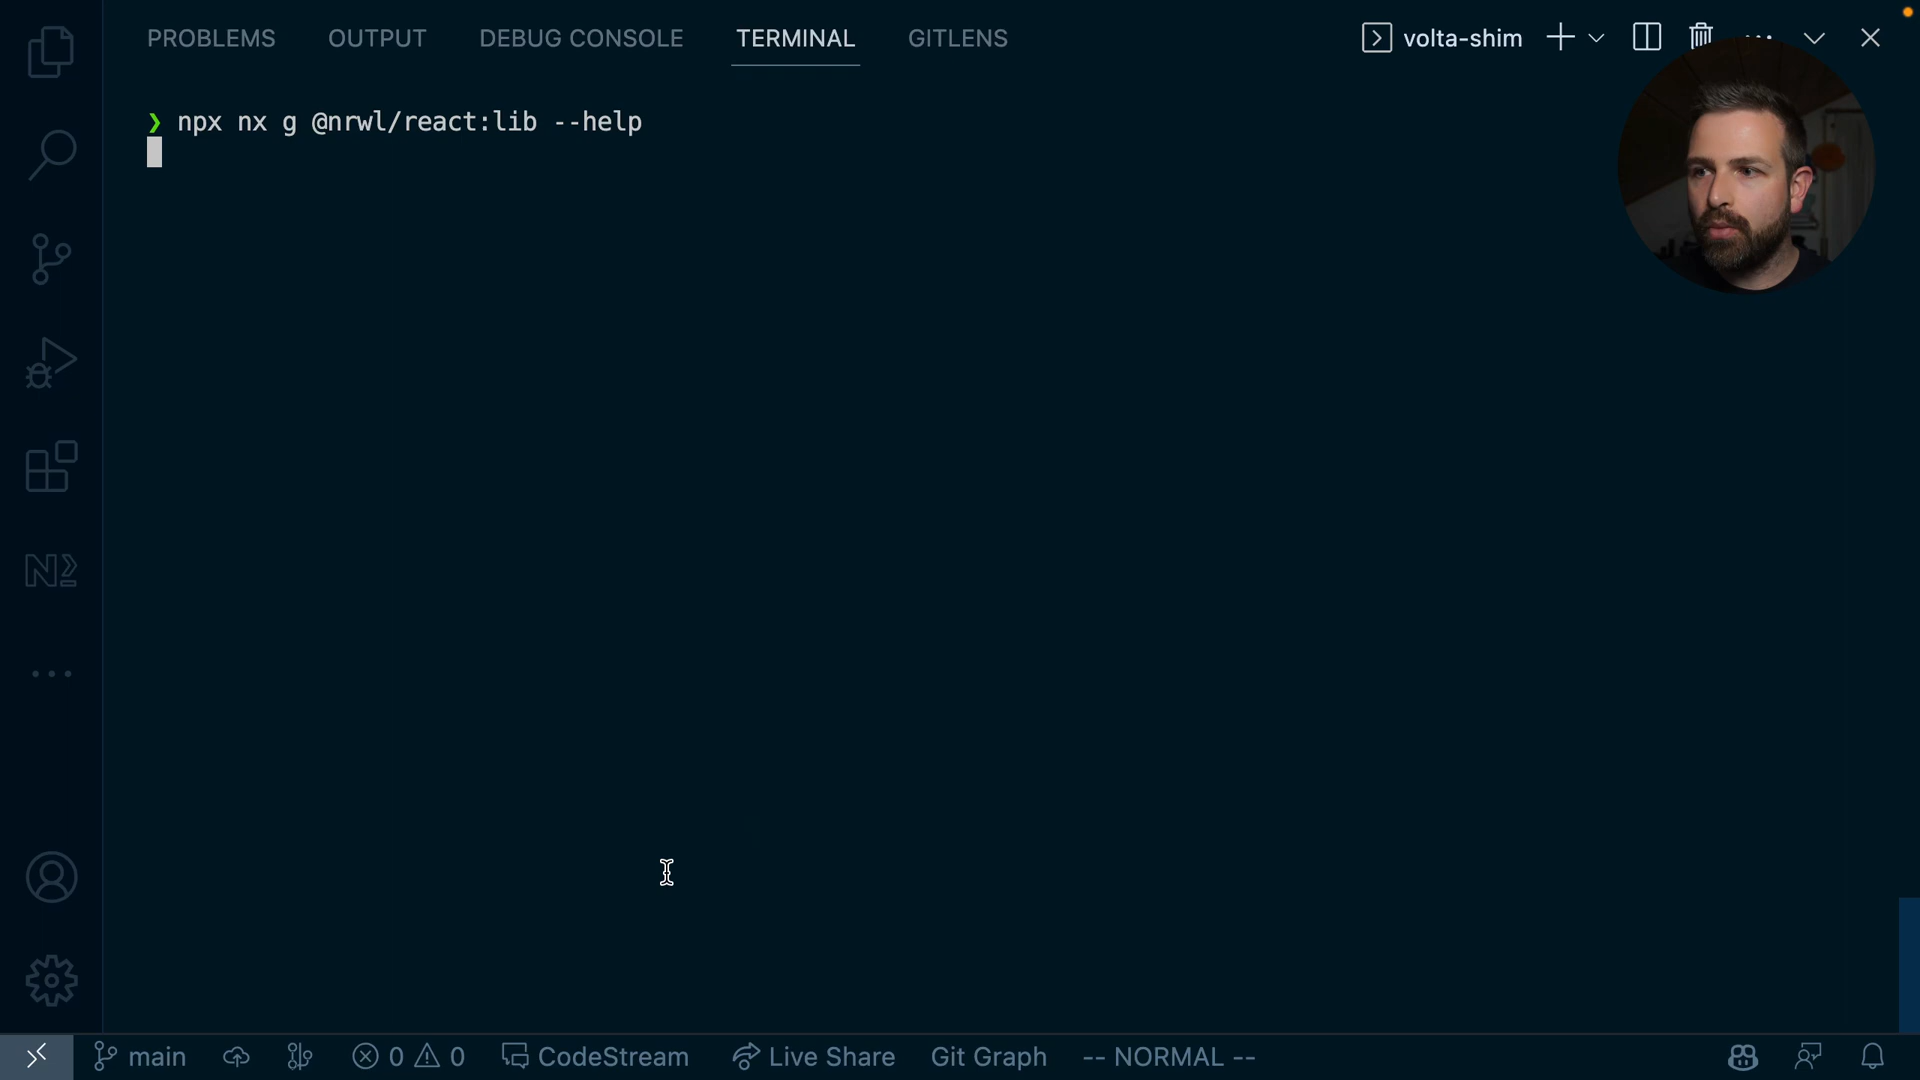 PROBLEMS OUTPUT DEBUG CONSOLE TERMINAL GITLENS volta-shim
❯ npx nx g @nrwl/react:lib --help
main 0 0 CodeStream Live Share Git Graph -- NORMAL --